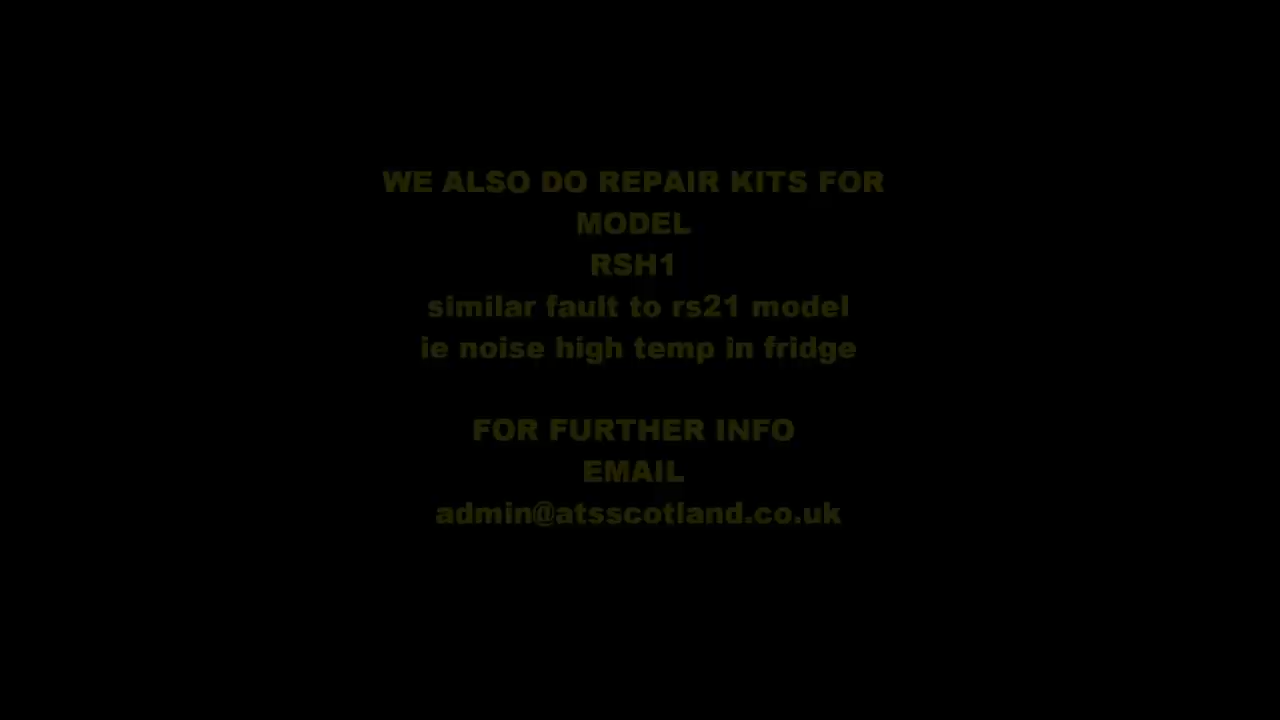 WE ALSO DO REPAIR KITS FOR
MODEL
RSH1
similar fault to rs21 model
ie noise high temp in fridge
FOR FURTHER INFO
EMAIL
admin@atsscotland.co.uk